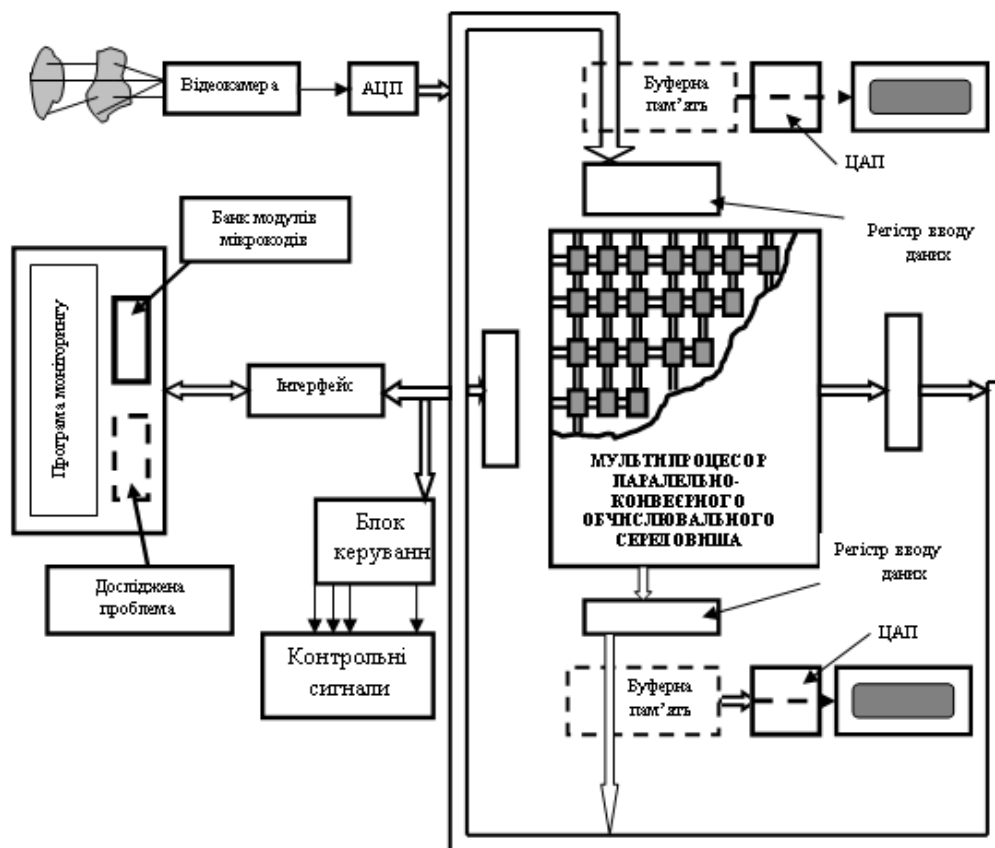 Відеокамера
АЦП
Буферна
пам’ять
ЦАП
Регістр вводу
даних
Банк модулів
мікрокодів
Програма моніторингу
Інтерфейс
МУЛЬТИПРОЦЕСОР
ПАРАЛЕЛЬНО-
КОНВЕЄРНОГО
ОБЧИСЛЮВАЛЬНОГО
СЕРЕДОВИША
Блок
керуванн
Досліджена
проблема
Контрольні
сигнали
Регістр вводу
даних
ЦАП
Буферна
пам’ять